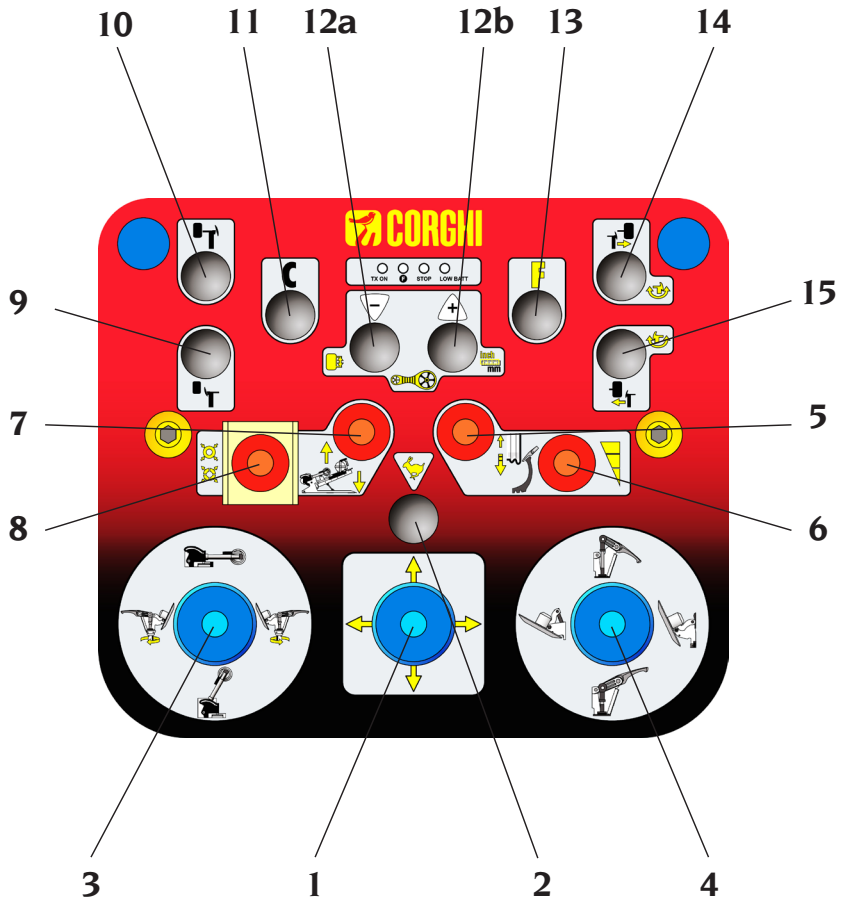 10 11 12a 12b 13 14
CORGHI
C
F
TX ON F STOP LOW BATT
− +
9
15
Inch
mm
7
5
8
6
3 1 2 4